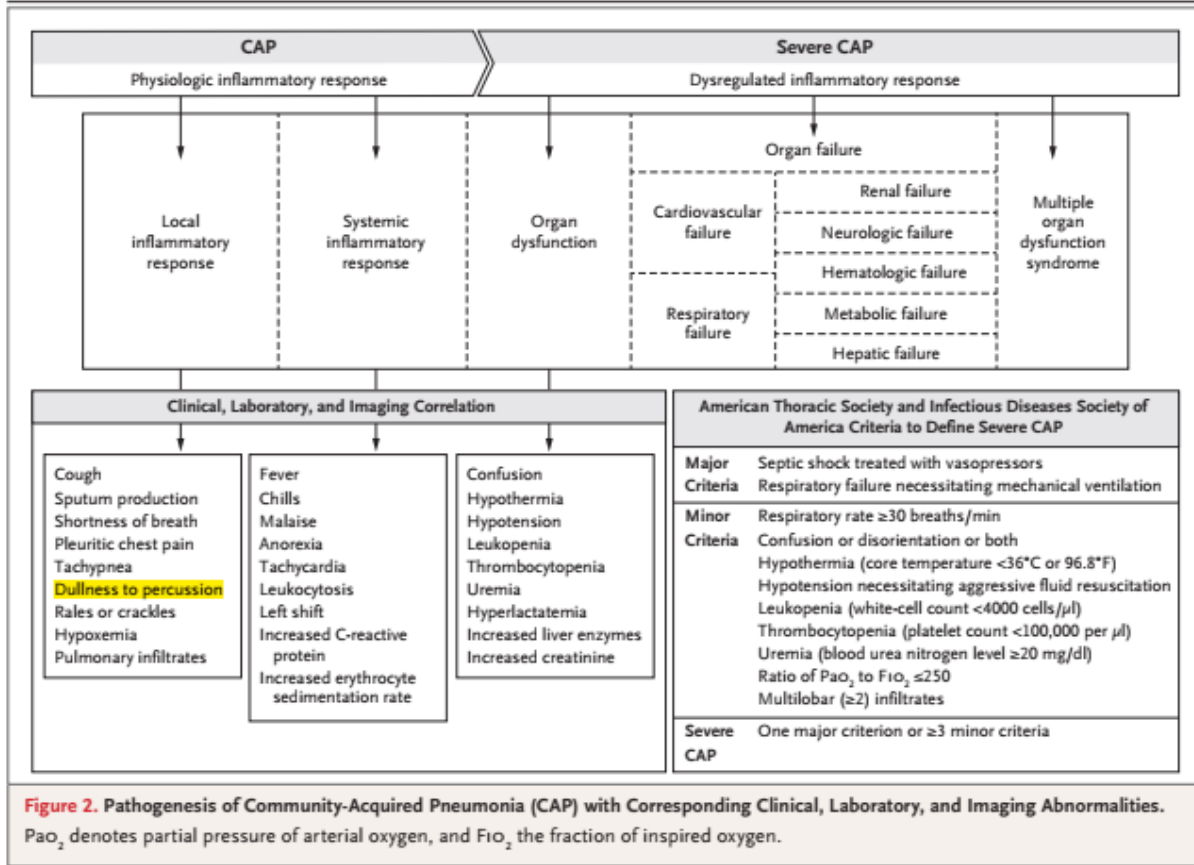 CAP
Physiologic inflammatory response
Severe CAP
Dysregulated inflammatory response
Local
inflammatory
response
Systemic
inflammatory
response
Organ
dysfunction
Organ failure
Cardiovascular
failure
Respiratory
failure
Renal failure
Neurologic failure
Hematologic failure
Metabolic failure
Hepatic failure
Multiple
organ
dysfunction
syndrome
Clinical, Laboratory, and Imaging Correlation
Cough
Sputum production
Shortness of breath
Pleuritic chest pain
Tachypnea
Dullness to percussion
Rales or crackles
Hypoxemia
Pulmonary infiltrates
Fever
Chills
Malaise
Anorexia
Tachycardia
Leukocytosis
Left shift
Increased C-reactive
protein
Increased erythrocyte
sedimentation rate
Confusion
Hypothermia
Hypotension
Leukopenia
Thrombocytopenia
Uremia
Hyperlactatemia
Increased liver enzymes
Increased creatinine
American Thoracic Society and Infectious Diseases Society of
America Criteria to Define Severe CAP
Major Septic shock treated with vasopressors
Criteria Respiratory failure necessitating mechanical ventilation
Minor Respiratory rate ≥30 breaths/min
Criteria Confusion or disorientation or both
Hypothermia (core temperature <36°C or 96.8°F)
Hypotension necessitating aggressive fluid resuscitation
Leukopenia (white-cell count <4000 cells/μl)
Thrombocytopenia (platelet count <100,000 per μl)
Uremia (blood urea nitrogen level ≥20 mg/dl)
Ratio of PaO₂ to FIO₂ ≤250
Multilobar (≥2) infiltrates
Severe One major criterion or ≥3 minor criteria
CAP
Figure 2. Pathogenesis of Community-Acquired Pneumonia (CAP) with Corresponding Clinical, Laboratory, and Imaging Abnormalities.
PaO₂ denotes partial pressure of arterial oxygen, and FIO₂ the fraction of inspired oxygen.